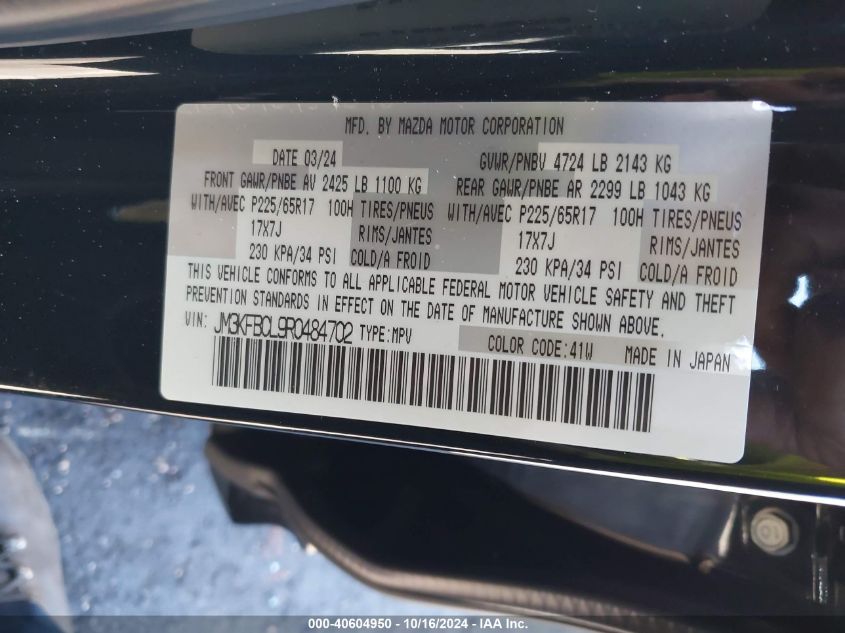 MFD. BY MAZDA MOTOR CORPORATION
DATE 03/24 GVWR/PNBV 4724 LB 2143 KG
FRONT GAWR/PNBE AV 2425 LB 1100 KG REAR GAWR/PNBE AR 2299 LB 1043 KG
WITH/AVEC P225/65R17 100H TIRES/PNEUS WITH/AVEC P225/65R17 100H TIRES/PNEUS
17X7J RIMS/JANTES 17X7J RIMS/JANTES
230 KPA/34 PSI COLD/A FROID 230 KPA/34 PSI COLD/A FROID
THIS VEHICLE CONFORMS TO ALL APPLICABLE FEDERAL MOTOR VEHICLE SAFETY AND THEFT
PREVENTION STANDARDS IN EFFECT ON THE DATE OF MANUFACTURE SHOWN ABOVE.
VIN: JM3KFBCL9R0484702 TYPE:MPV COLOR CODE:41W MADE IN JAPAN
000-40604950 - 10/16/2024 - IAA Inc.